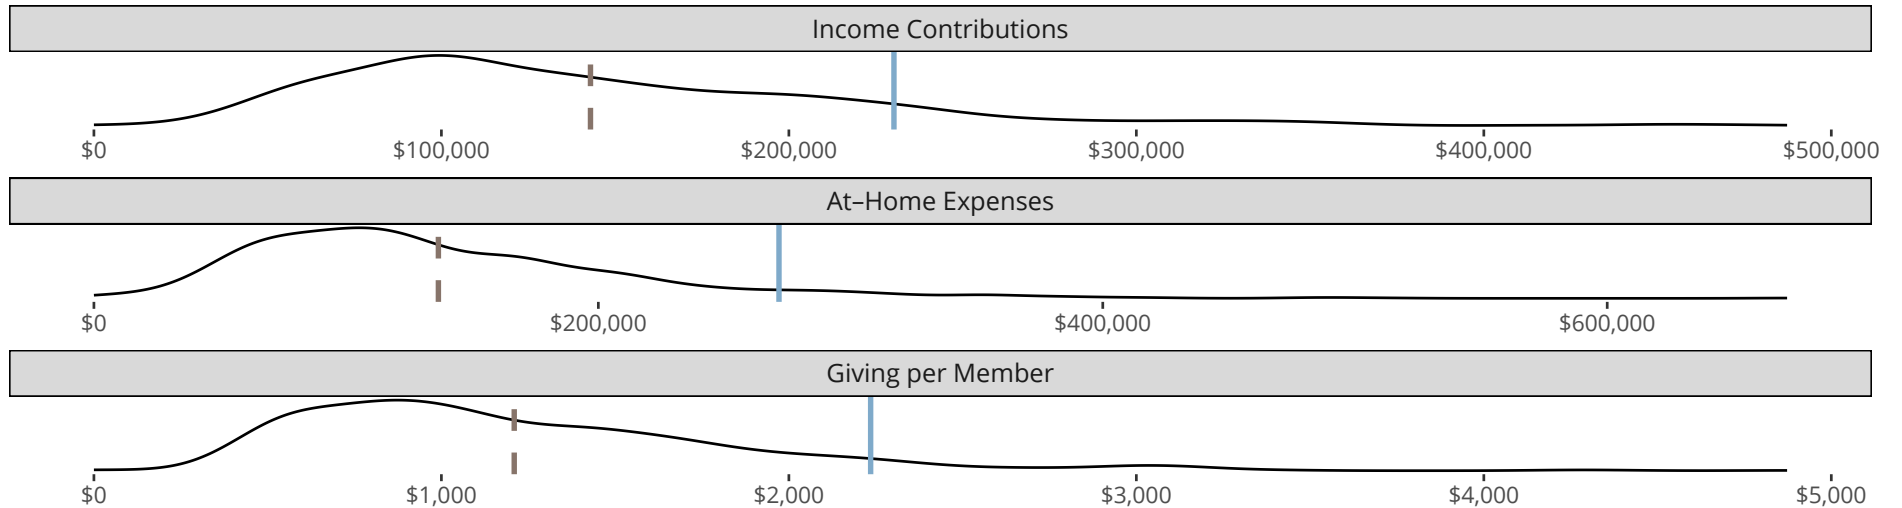 Income Contributions
$0 $100,000 $200,000 $300,000 $400,000 $500,000
At–Home Expenses
$0 $200,000 $400,000 $600,000
Giving per Member
$0 $1,000 $2,000 $3,000 $4,000 $5,000